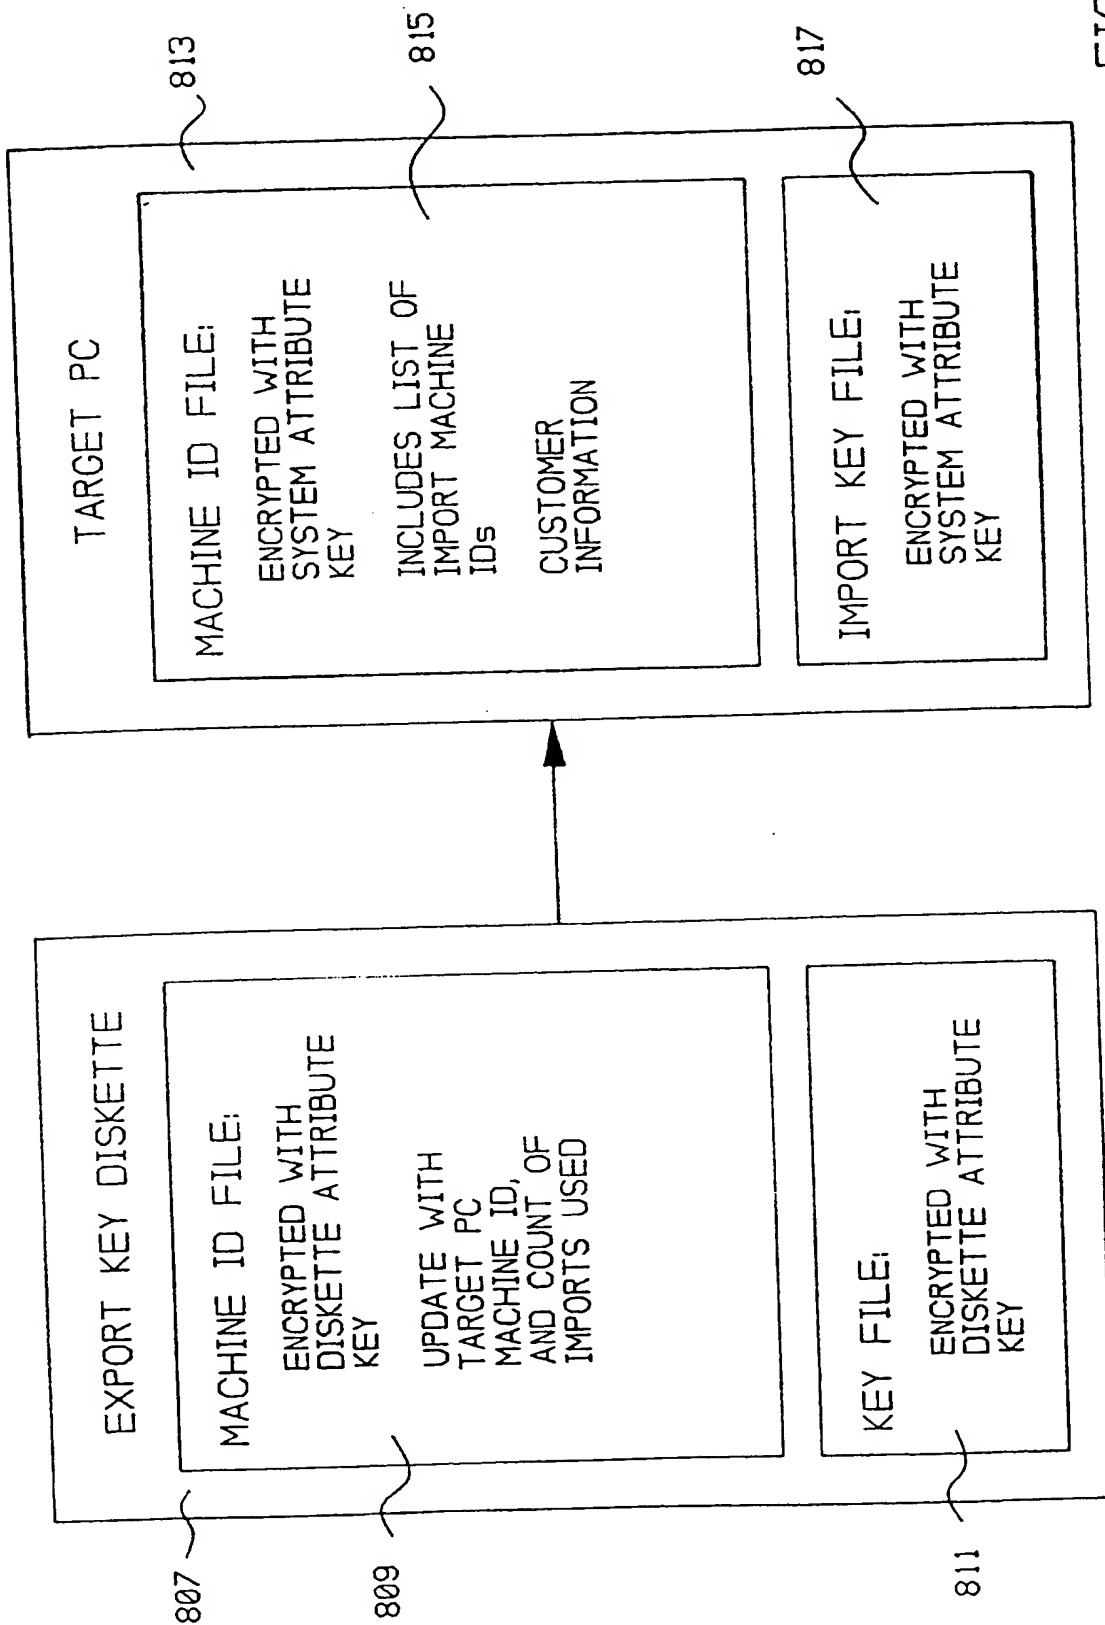 EXPORT KEY DISKETTE
807
MACHINE ID FILE:
ENCRYPTED WITH
DISKETTE ATTRIBUTE
KEY
809
UPDATE WITH
TARGET PC
MACHINE ID,
AND COUNT OF
IMPORTS USED
KEY FILE:
ENCRYPTED WITH
DISKETTE ATTRIBUTE
KEY
811
TARGET PC
813
MACHINE ID FILE:
ENCRYPTED WITH
SYSTEM ATTRIBUTE
KEY
815
INCLUDES LIST OF
IMPORT MACHINE
IDs
CUSTOMER
INFORMATION
817
IMPORT KEY FILE:
ENCRYPTED WITH
SYSTEM ATTRIBUTE
KEY